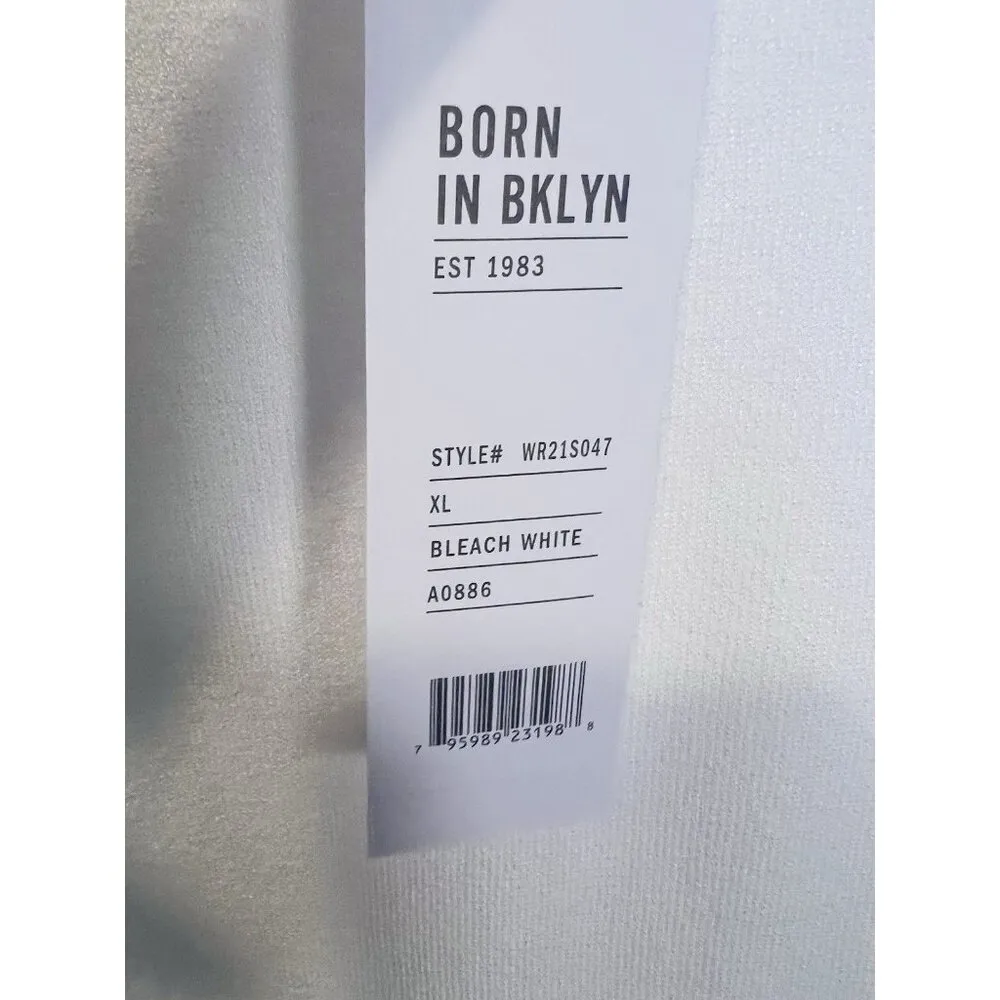 BORN
IN BKLYN
EST 1983
STYLE# WR21S047
XL
BLEACH WHITE
A0886
7 95989 23198 8